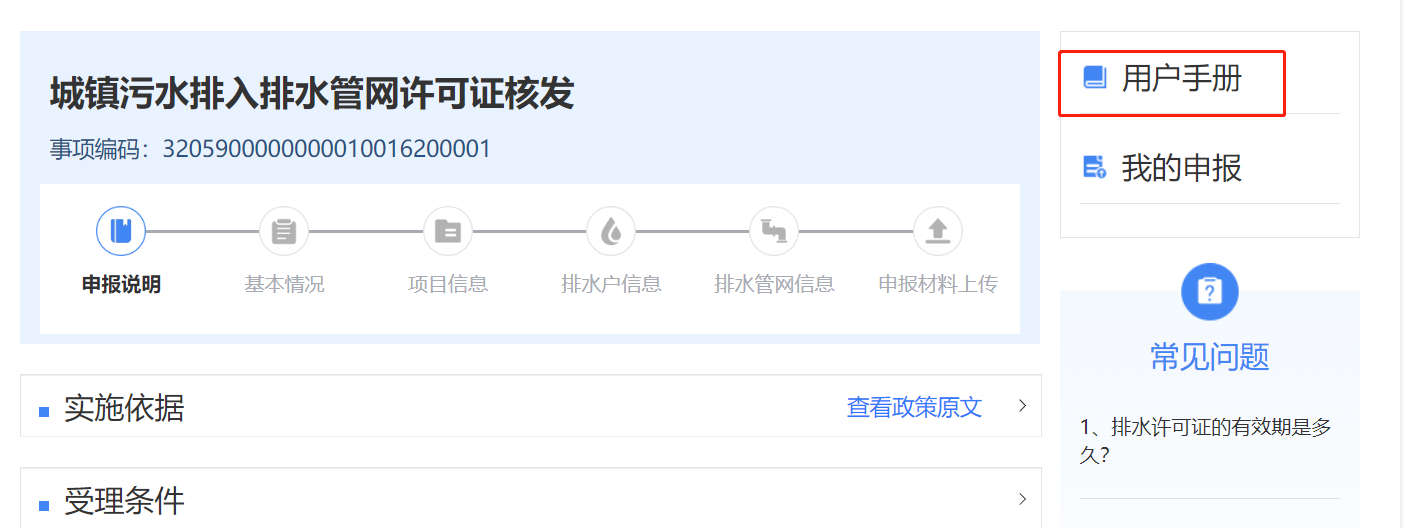 城镇污水排入排水管网许可证核发
事项编码：3205900000000010016200001
申报说明
基本情况
项目信息
排水户信息
排水管网信息
申报材料上传
实施依据
查看政策原文
受理条件
用户手册
我的申报
常见问题
1、排水许可证的有效期是多
久?